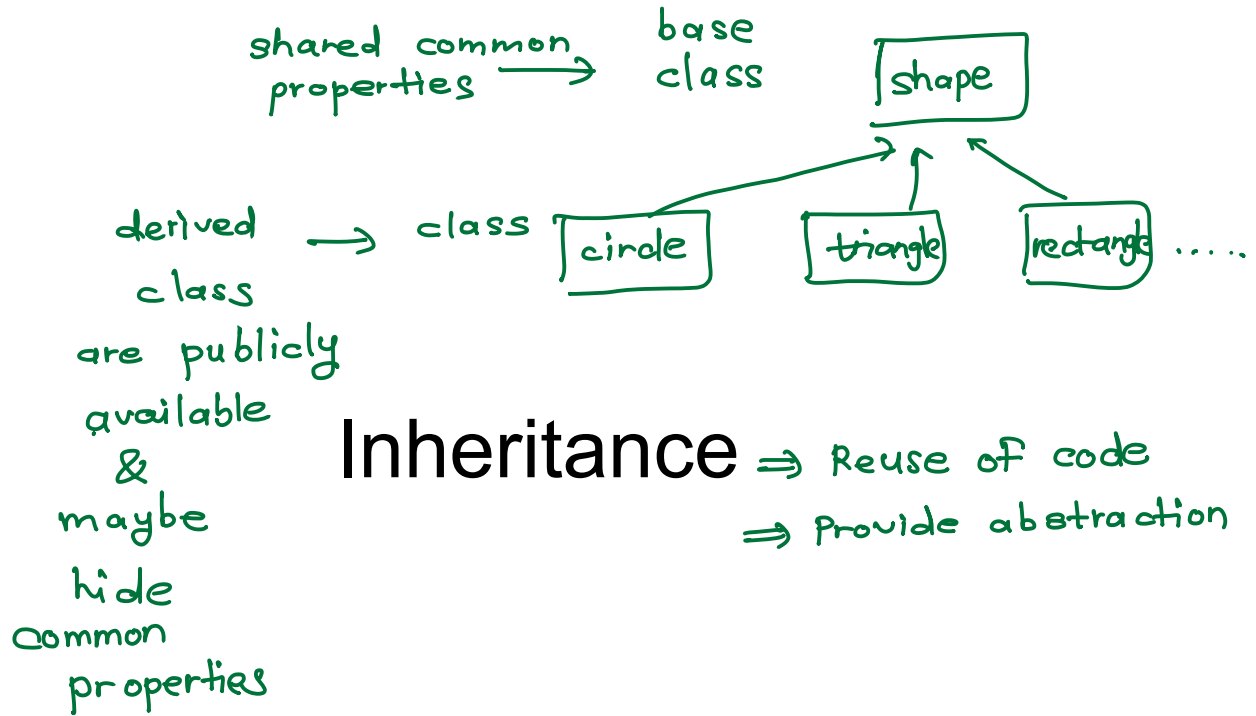 shared common
properties → base
class
shape
derived → class
circle
triangle
rectangle .....
class
are publicly
available
&
maybe
hide
common
properties
Inheritance ⇒ Reuse of code
⇒ Provide abstraction